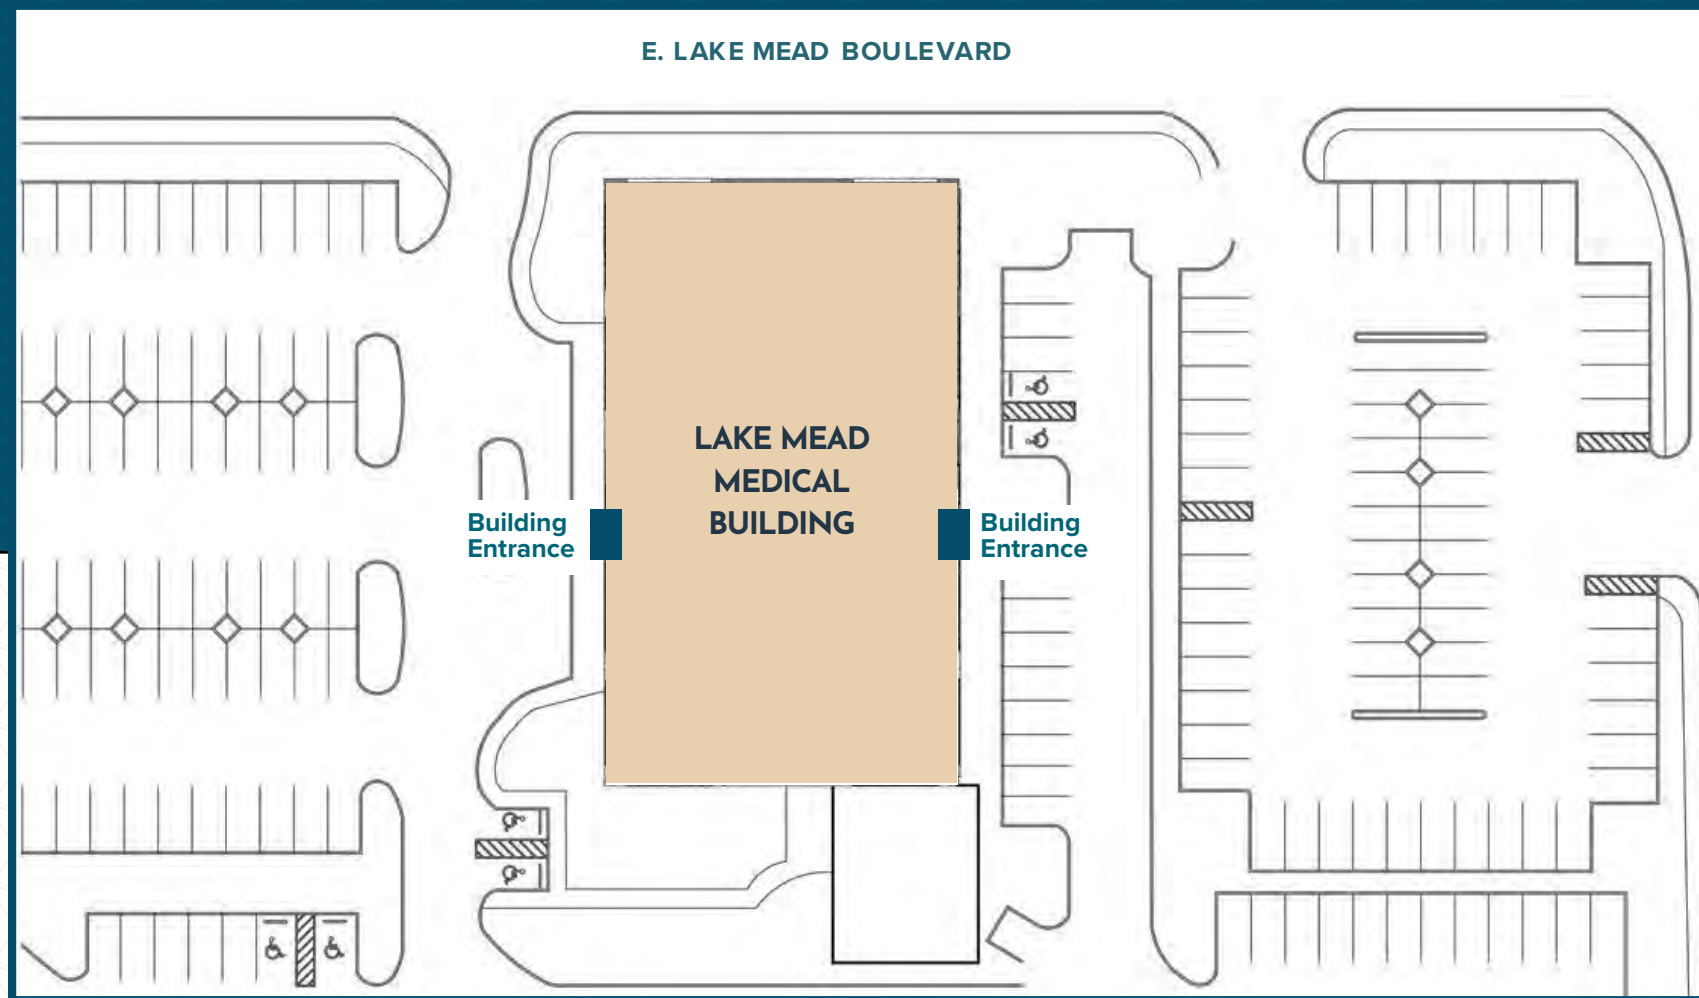 E. LAKE MEAD BOULEVARD
LAKE MEAD
MEDICAL
BUILDING
Building
Entrance
Building
Entrance